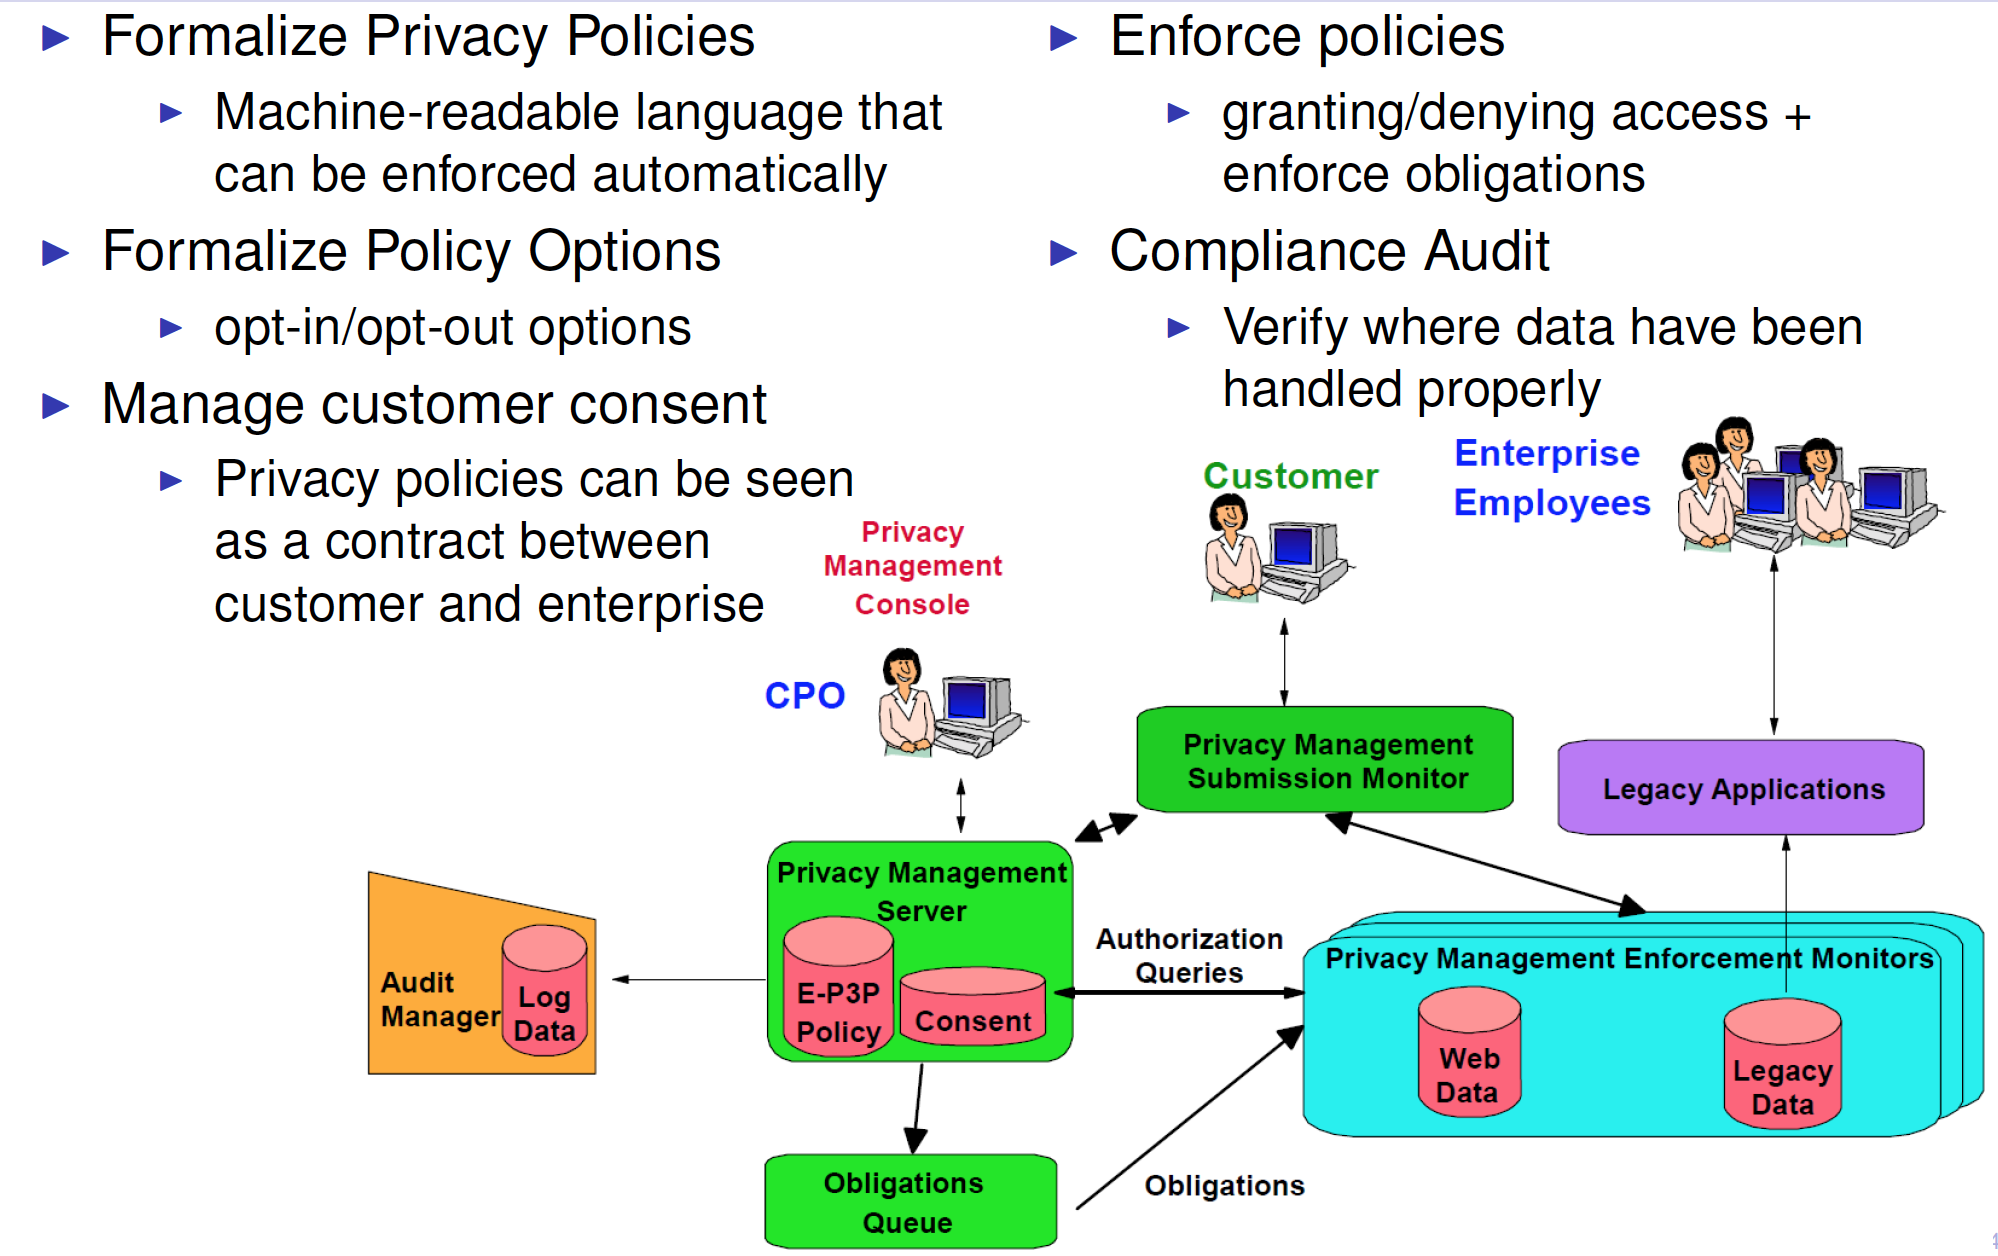 Formalize Privacy Policies
Machine-readable language that
can be enforced automatically
Formalize Policy Options
opt-in/opt-out options
Manage customer consent
Privacy policies can be seen
as a contract between
customer and enterprise
Enforce policies
granting/denying access +
enforce obligations
Compliance Audit
Verify where data have been
handled properly
Privacy
Management
Console
CPO
Customer
Enterprise
Employees
Privacy Management
Submission Monitor
Legacy Applications
Privacy Management
Server
E-P3P
Policy
Consent
Audit
Manager
Log
Data
Authorization
Queries
Privacy Management Enforcement Monitors
Web
Data
Legacy
Data
Obligations
Queue
Obligations